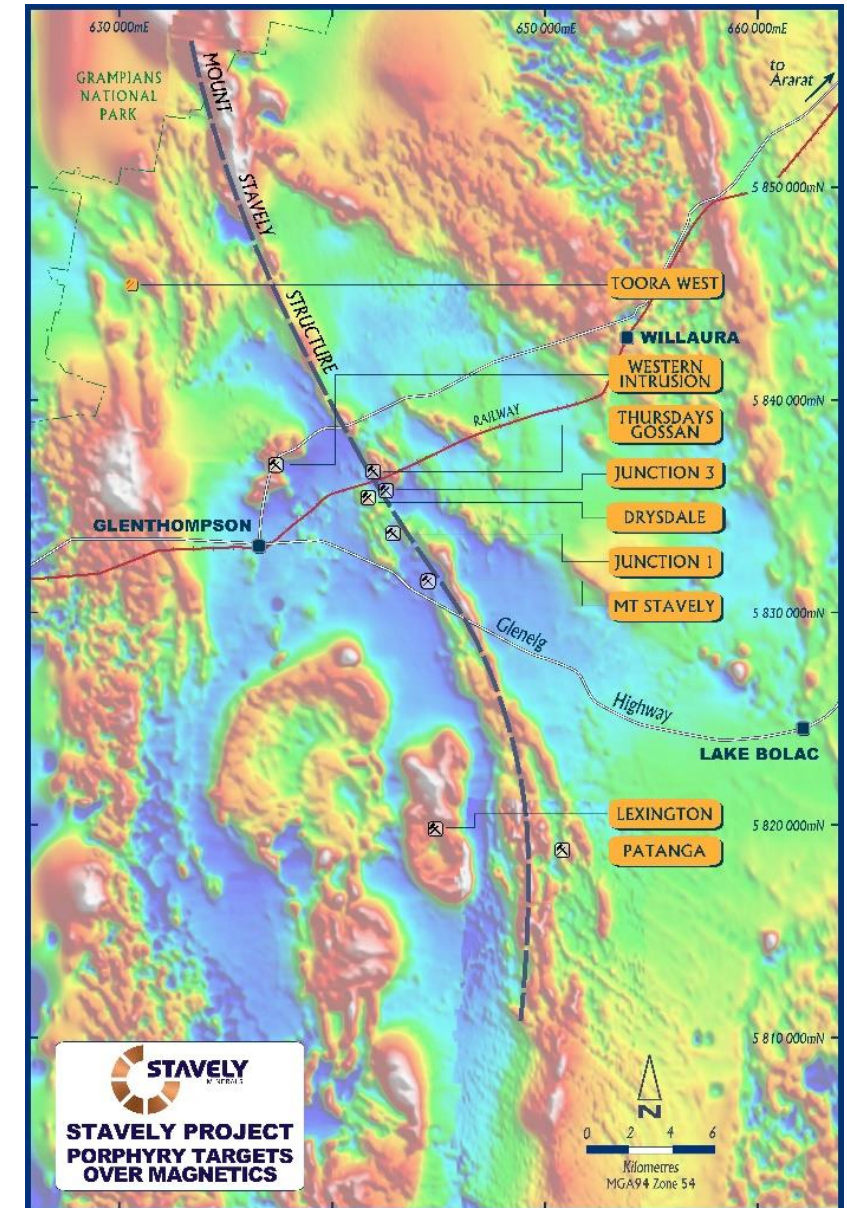 630 000mE
650 000mE
660 000mE
to
Ararat
GRAMPIANS
NATIONAL
PARK
MOUNT
STAVELY
STRUCTURE
5 850 000mN
TOORA WEST
WILLAURA
WESTERN
INTRUSION
5 840 000mN
THURSDAYS
GOSSAN
RAILWAY
JUNCTION 3
GLENTHOMPSON
DRYSDALE
JUNCTION 1
MT STAVELY
5 830 000mN
Glenelg
Highway
LAKE BOLAC
LEXINGTON
5 820 000mN
PATANGA
5 810 000mN
STAVELY
MINERALS
STAVELY PROJECT
PORPHYRY TARGETS
OVER MAGNETICS
N
0 2 4 6
Kilometres
MGA94 Zone 54